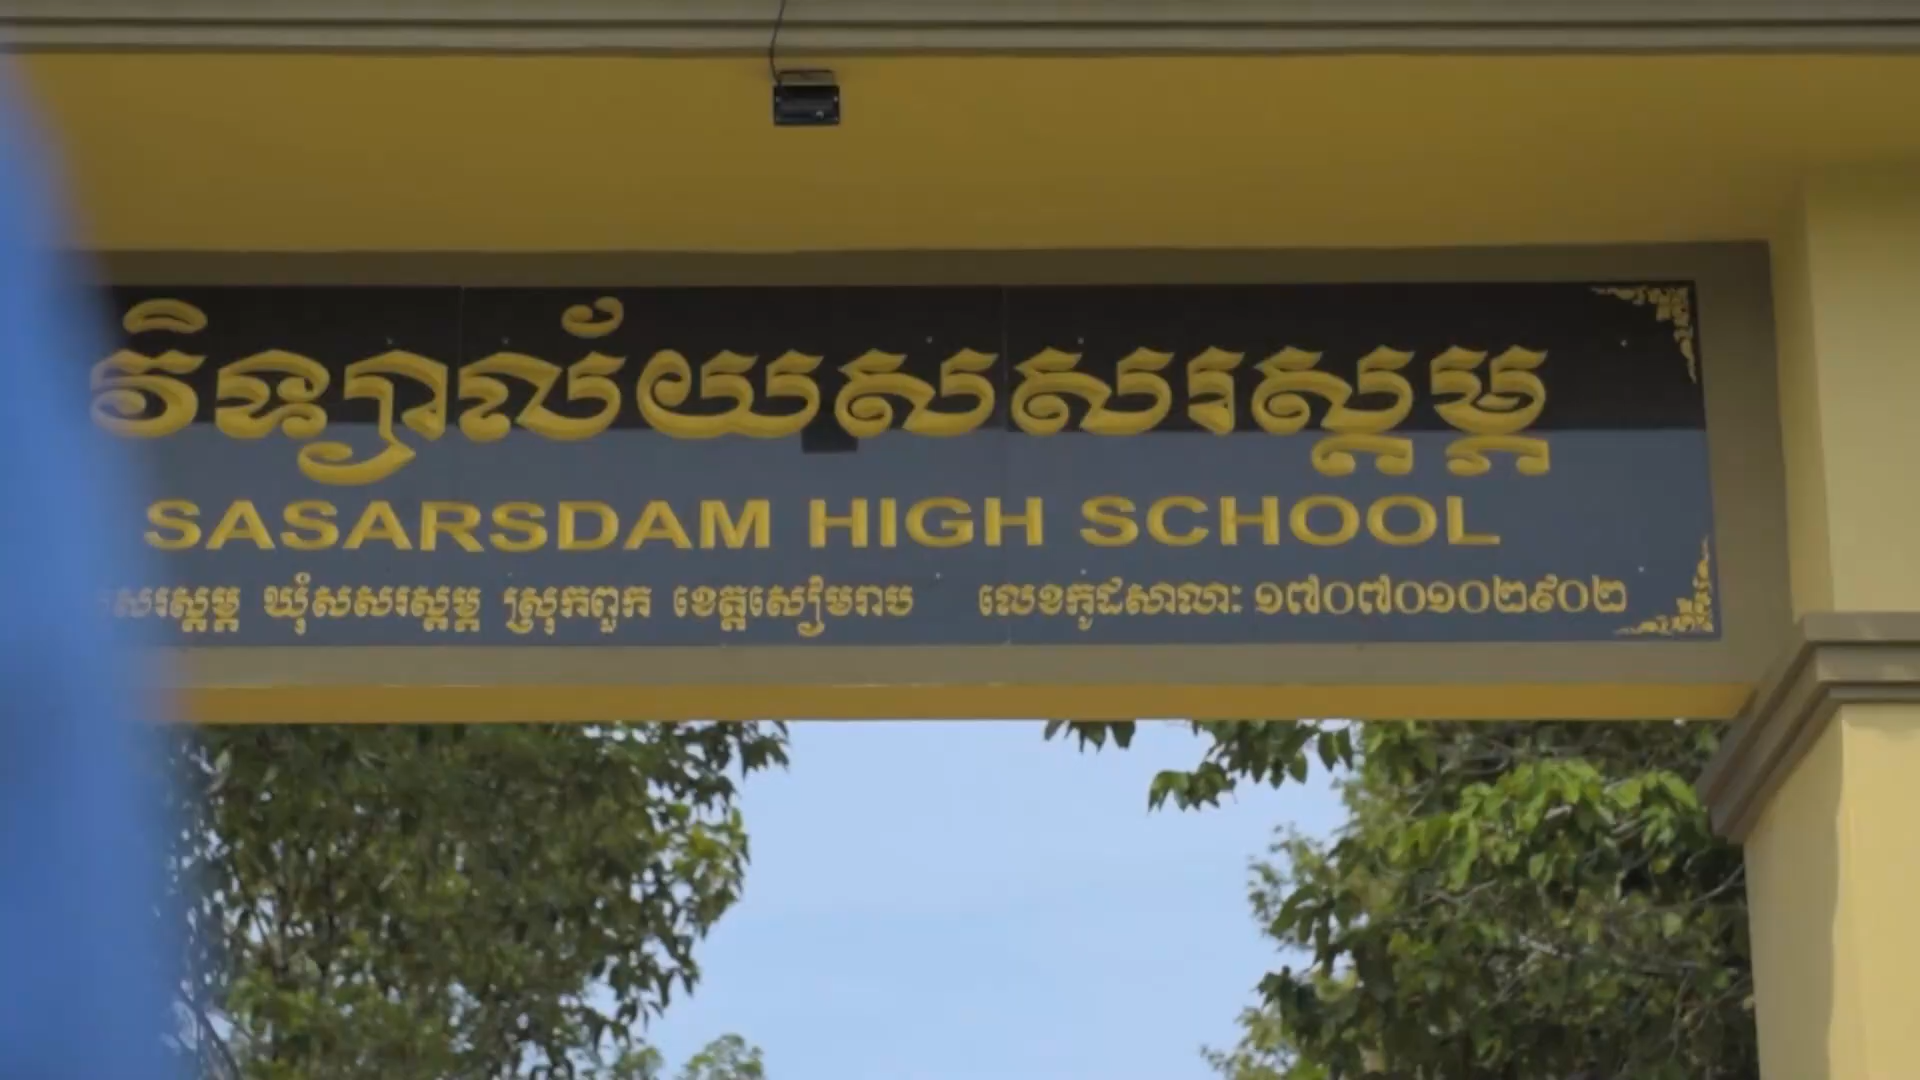 វិទ្យាល័យសសរស្តម្ភ
SASARSDAM HIGH SCHOOL
ឃុំសសរស្តម្ភ ស្រុកពួក ខេត្តសៀមរាប លេខកូដសាលា: ១៧០៧០១០២៩០២